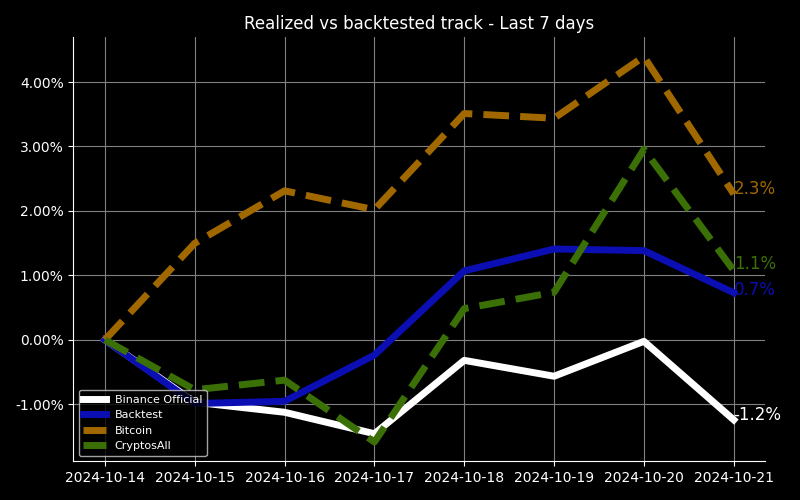 Realized vs backtested track - Last 7 days
4.00%
3.00%
2.00%
1.00%
0.00%
-1.00%
2.3%
1.1%
0.7%
-1.2%
Binance Official
Backtest
Bitcoin
CryptosAll
2024-10-14 2024-10-15 2024-10-16 2024-10-17 2024-10-18 2024-10-19 2024-10-20 2024-10-21